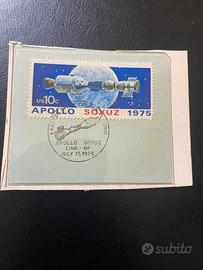 US 10c
APOLLO SOYUZ 1975
APOLLO SOYUZ
LINK-UP
JULY 17, 1975
subito